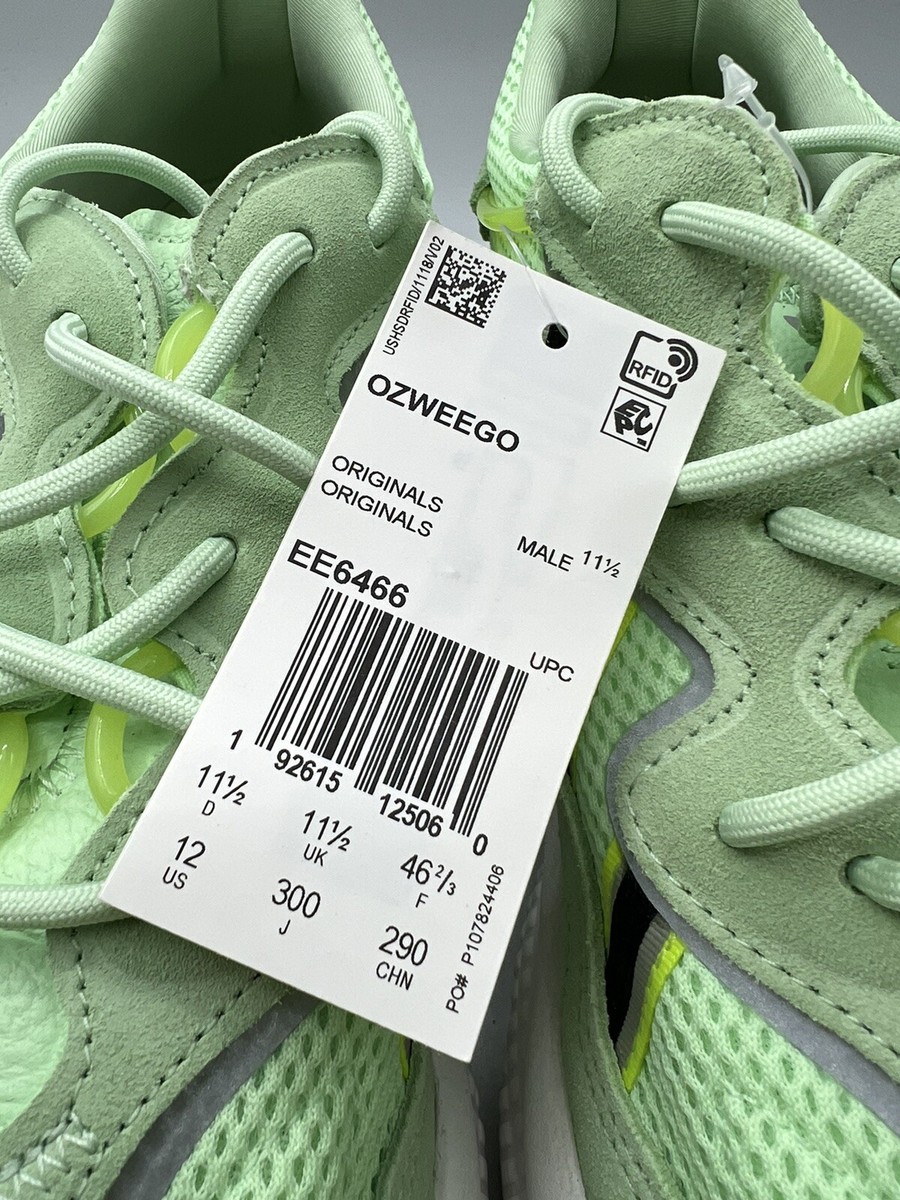 USHSDRFID/1118/V02
RFID
EPC
OZWEEGO
ORIGINALS
ORIGINALS
MALE 11½
EE6466
UPC
1 92615 12506 0
11½ D
11½ UK
46⅔ F
12 US
300 J
290 CHN
PO# P107824406